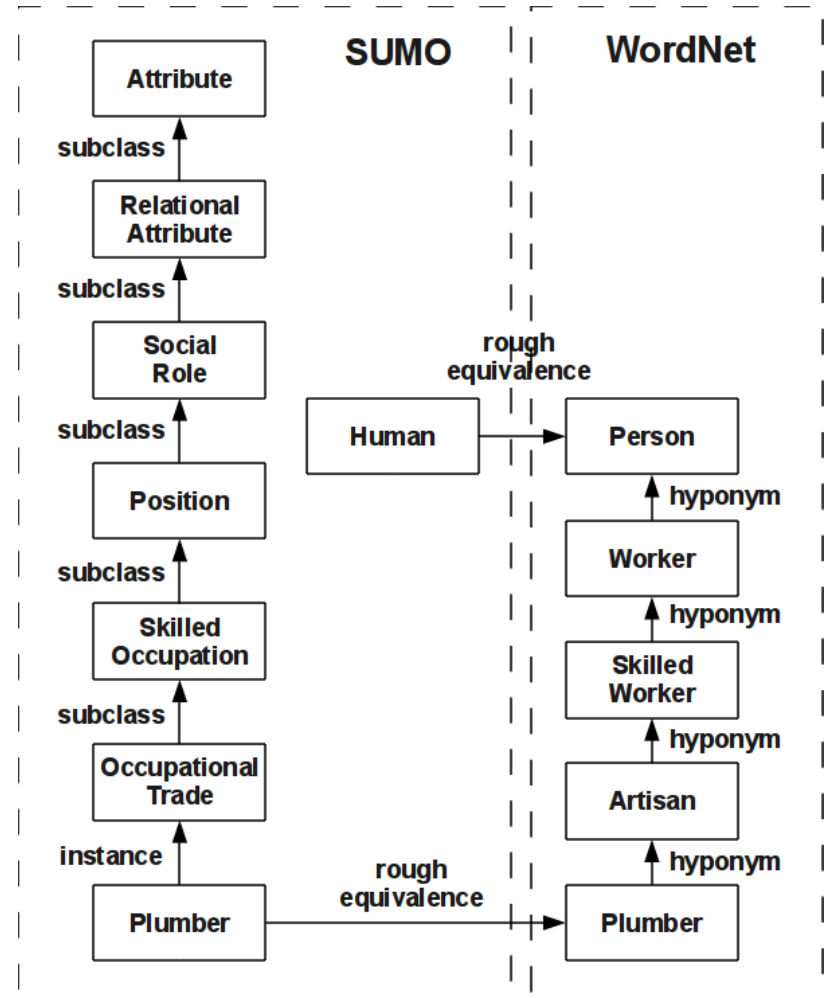 SUMO
WordNet
Attribute
subclass
Relational
Attribute
subclass
Social
Role
subclass
Position
subclass
Skilled
Occupation
subclass
Occupational
Trade
instance
Plumber
rough
equivalence
Human
rough
equivalence
Person
hyponym
Worker
hyponym
Skilled
Worker
hyponym
Artisan
hyponym
Plumber